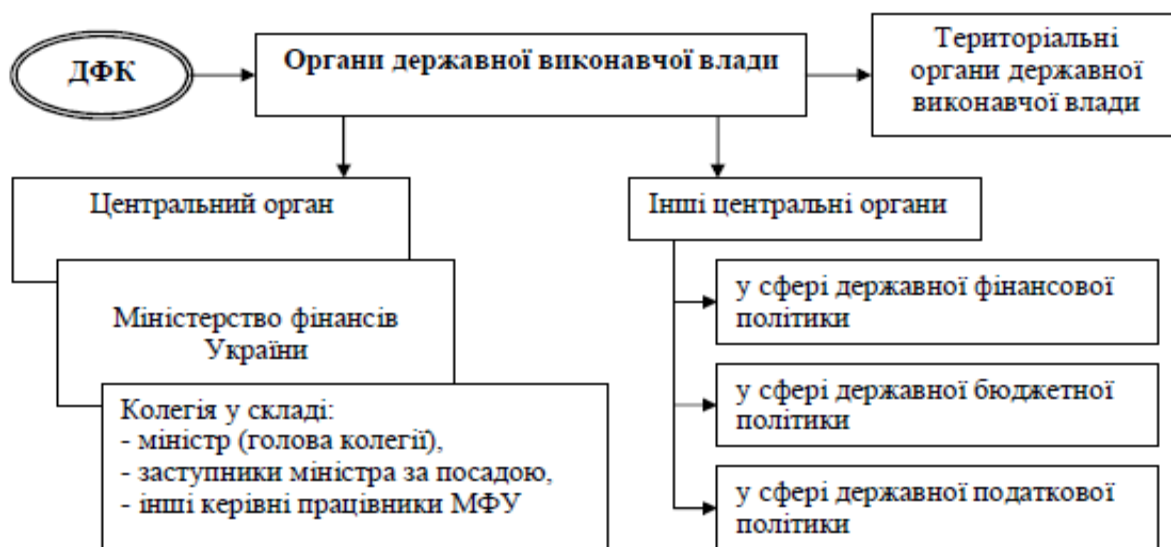 ДФК
Органи державної виконавчої влади
Територіальні
органи державної
виконавчої влади
Центральний орган
Міністерство фінансів
України
Колегія у складі:
- міністр (голова колегії),
- заступники міністра за посадою,
- інші керівні працівники МФУ
Інші центральні органи
у сфері державної фінансової
політики
у сфері державної бюджетної
політики
у сфері державної податкової
політики